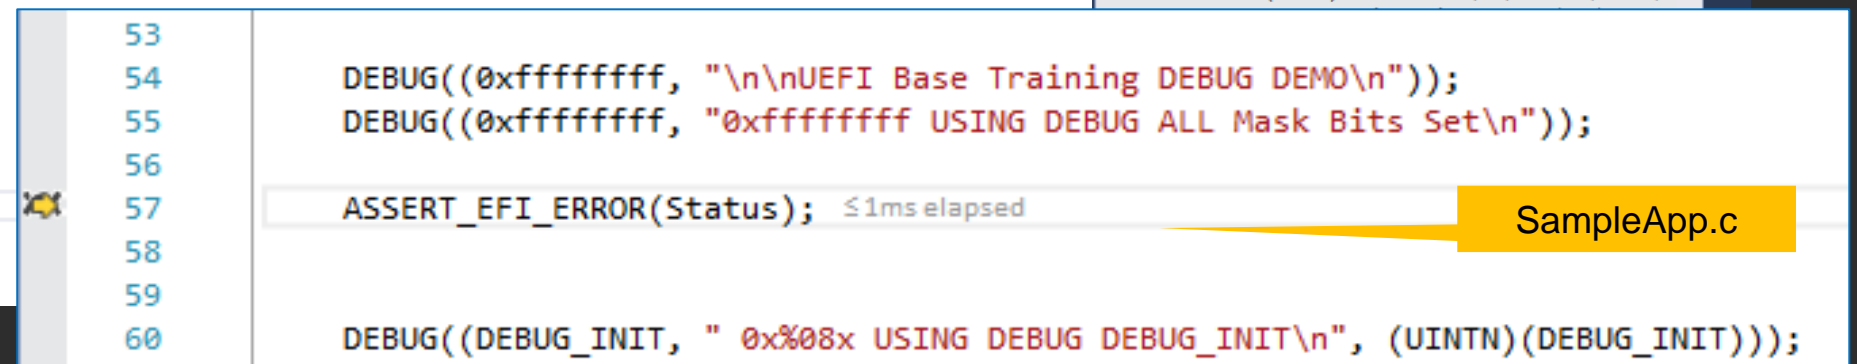 53
54 DEBUG((0xffffffff, "\n\nUEFI Base Training DEBUG DEMO\n"));
55 DEBUG((0xffffffff, "0xffffffff USING DEBUG ALL Mask Bits Set\n"));
56
57 ASSERT_EFI_ERROR(Status); ≤1ms elapsed
SampleApp.c
58
59
60 DEBUG((DEBUG_INIT, " 0x%08x USING DEBUG DEBUG_INIT\n", (UINTN)(DEBUG_INIT)));